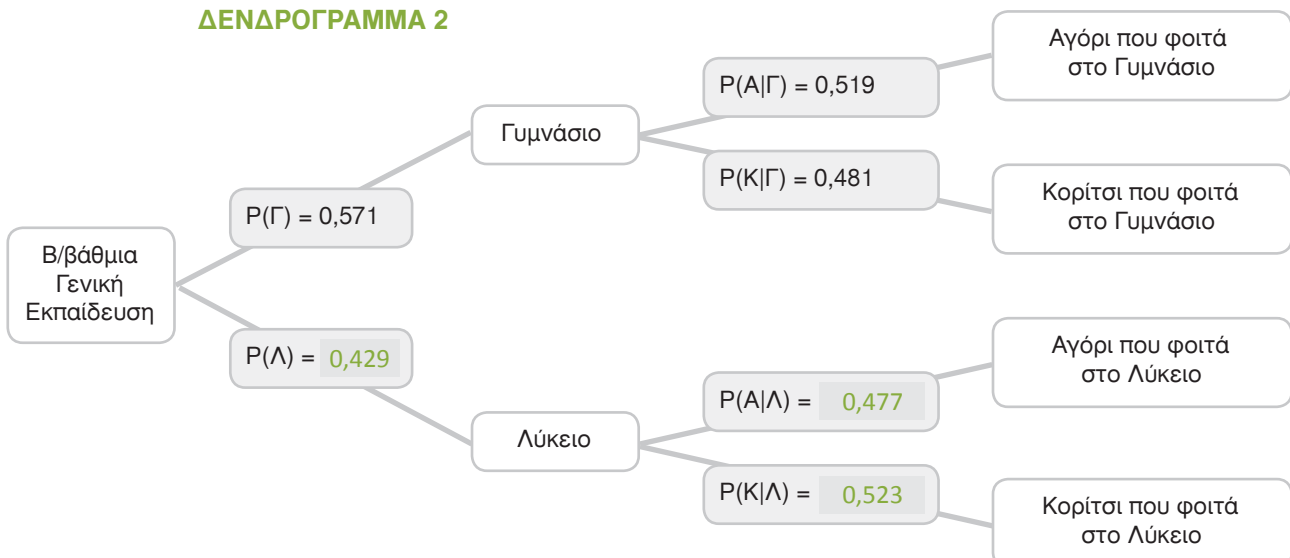 ΔΕΝΔΡΟΓΡΑΜΜΑ 2
Αγόρι που φοιτά
στο Γυμνάσιο
P(A|Γ) = 0,519
Γυμνάσιο
P(K|Γ) = 0,481
Κορίτσι που φοιτά
στο Γυμνάσιο
P(Γ) = 0,571
Β/βάθμια
Γενική
Εκπαίδευση
P(Λ) = 0,429
Αγόρι που φοιτά
στο Λύκειο
P(A|Λ) = 0,477
Λύκειο
P(K|Λ) = 0,523
Κορίτσι που φοιτά
στο Λύκειο